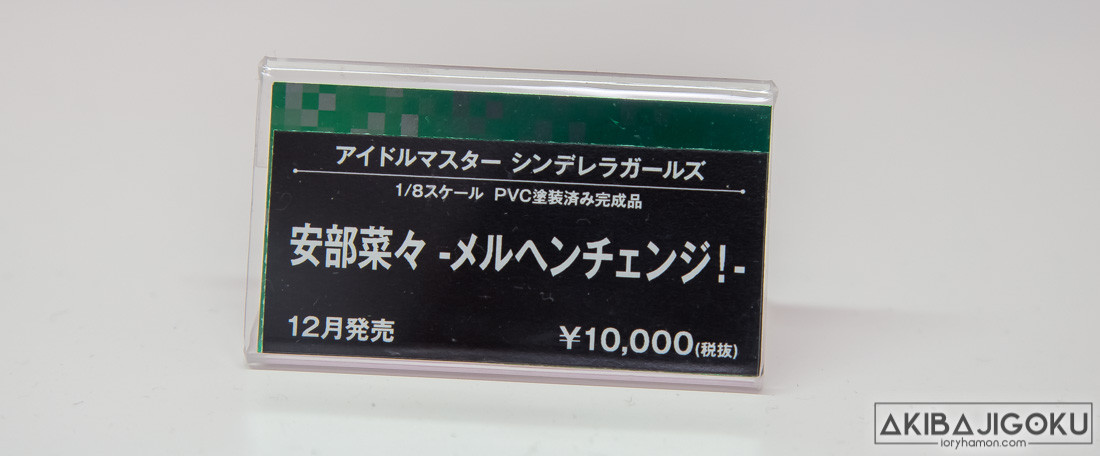 アイドルマスター シンデレラガールズ
1/8スケール PVC塗装済み完成品
安部菜々 -メルヘンチェンジ！-
12月発売
￥10,000(税抜)
AKIBAJIGOKU
ioryhamon.com